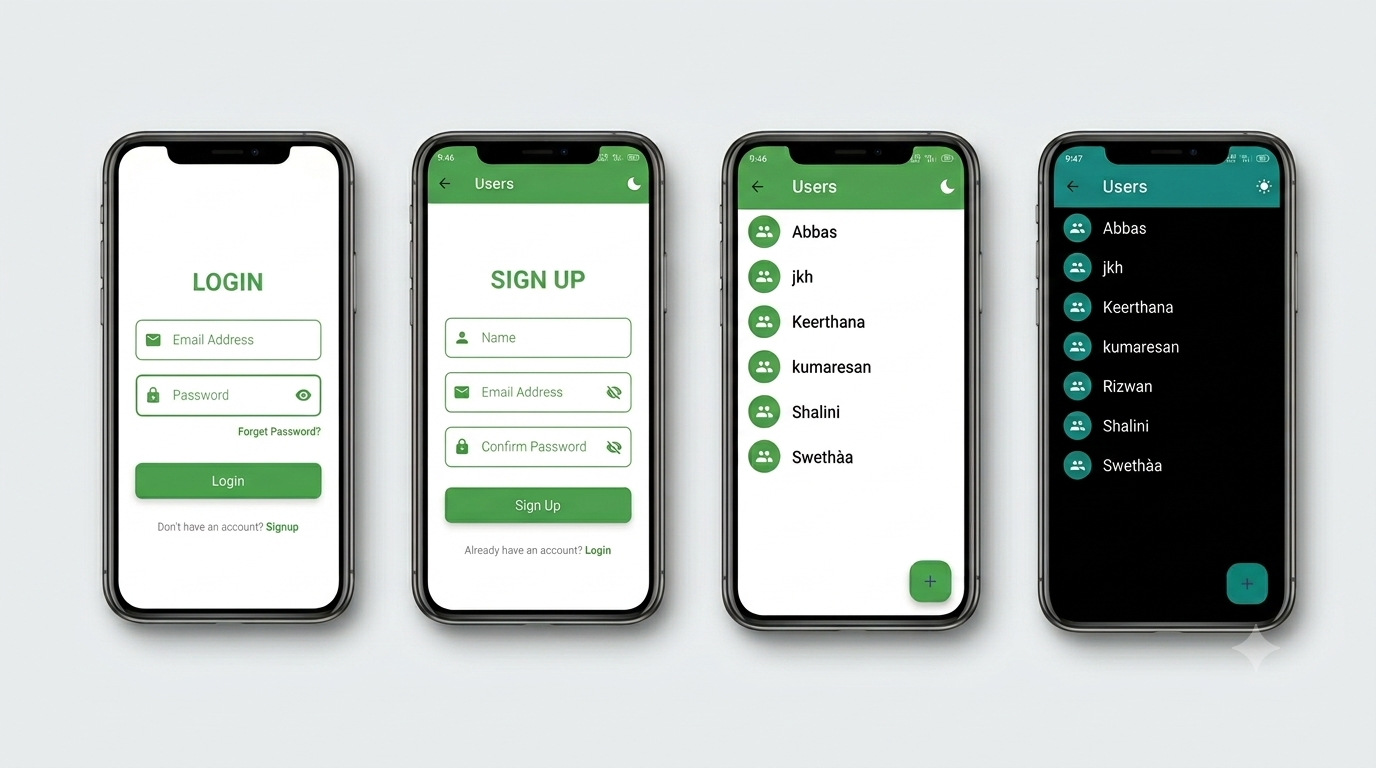 LOGIN
Email Address
Password
Forget Password?
Login
Don't have an account? Signup
9.46
Users
SIGN UP
Name
Email Address
Confirm Password
Sign Up
Already have an account? Login
9:46
Users
Abbas
jkh
Keerthana
kumaresan
Shalini
Swethàa
9:47
Users
Abbas
jkh
Keerthana
kumaresan
Rizwan
Shalini
Swethàa